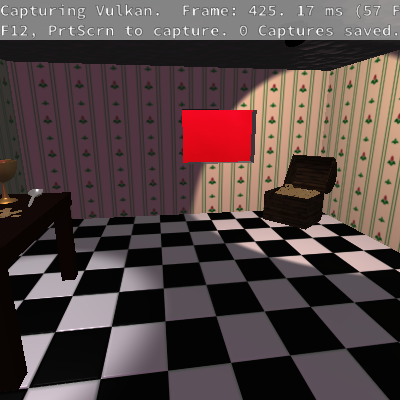 Capturing Vulkan.  Frame: 425. 17 ms (57 F
F12, PrtScrn to capture. 0 Captures saved.